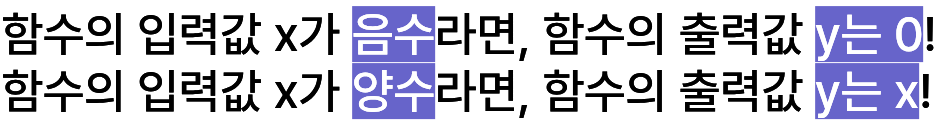 함수의 입력값 x가 음수라면, 함수의 출력값 y는 0!
함수의 입력값 x가 양수라면, 함수의 출력값 y는 x!